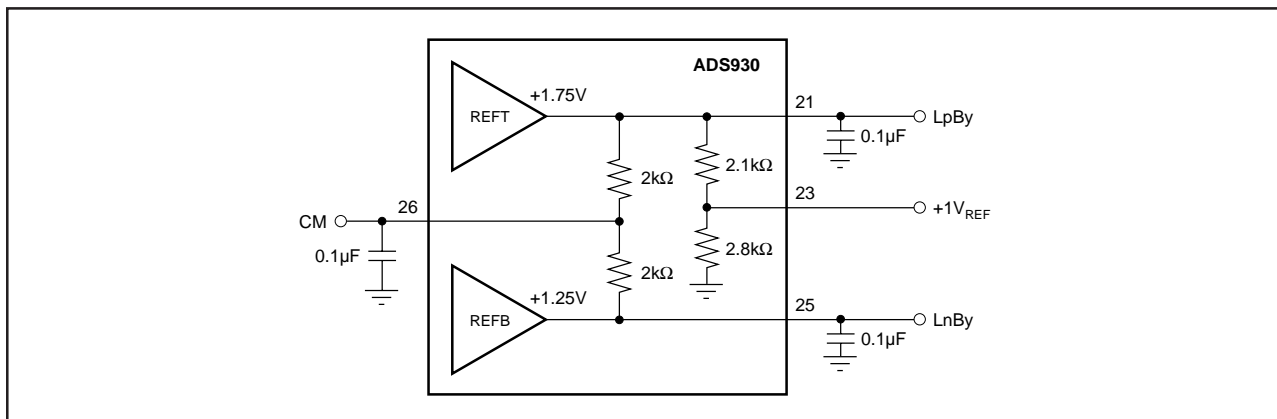 ADS930
+1.75V
REFT
21
LpBy
0.1µF
2kΩ
2.1kΩ
23
+1V_REF
26
CM
0.1µF
2kΩ
2.8kΩ
+1.25V
REFB
25
LnBy
0.1µF